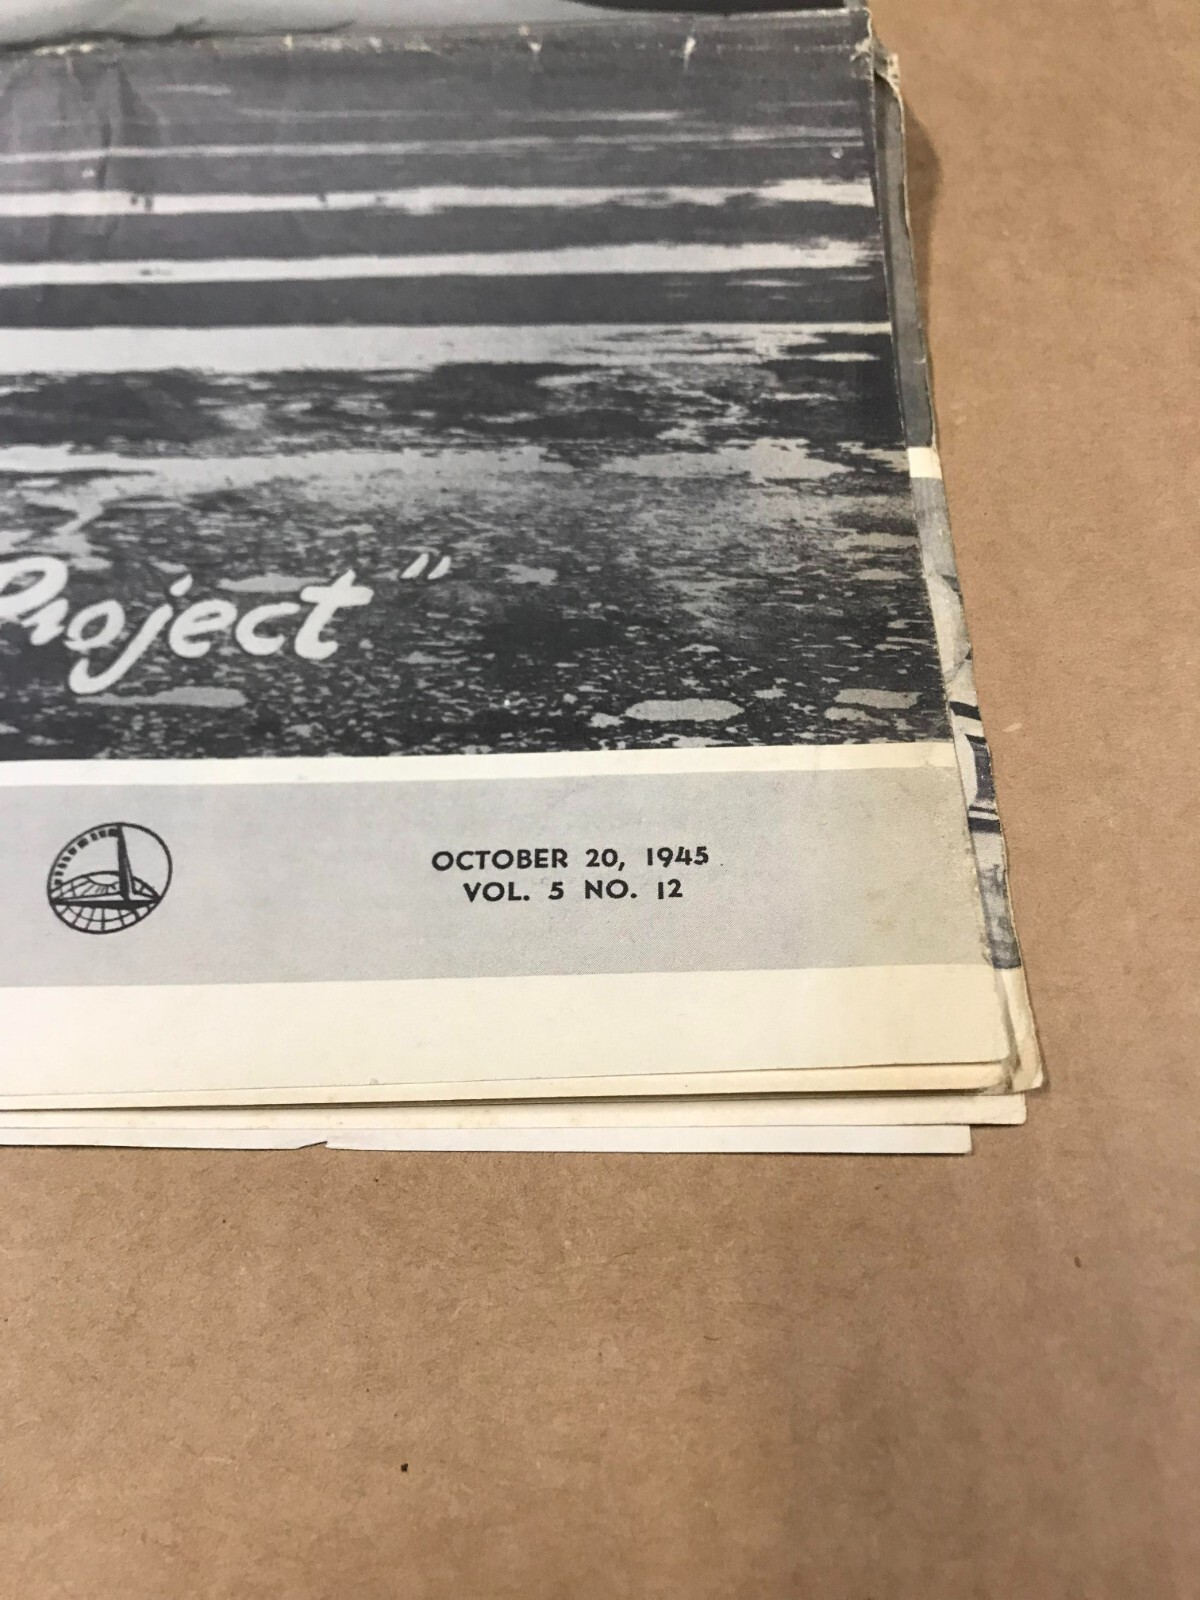 Project"
OCTOBER 20, 1945
VOL. 5 NO. 12